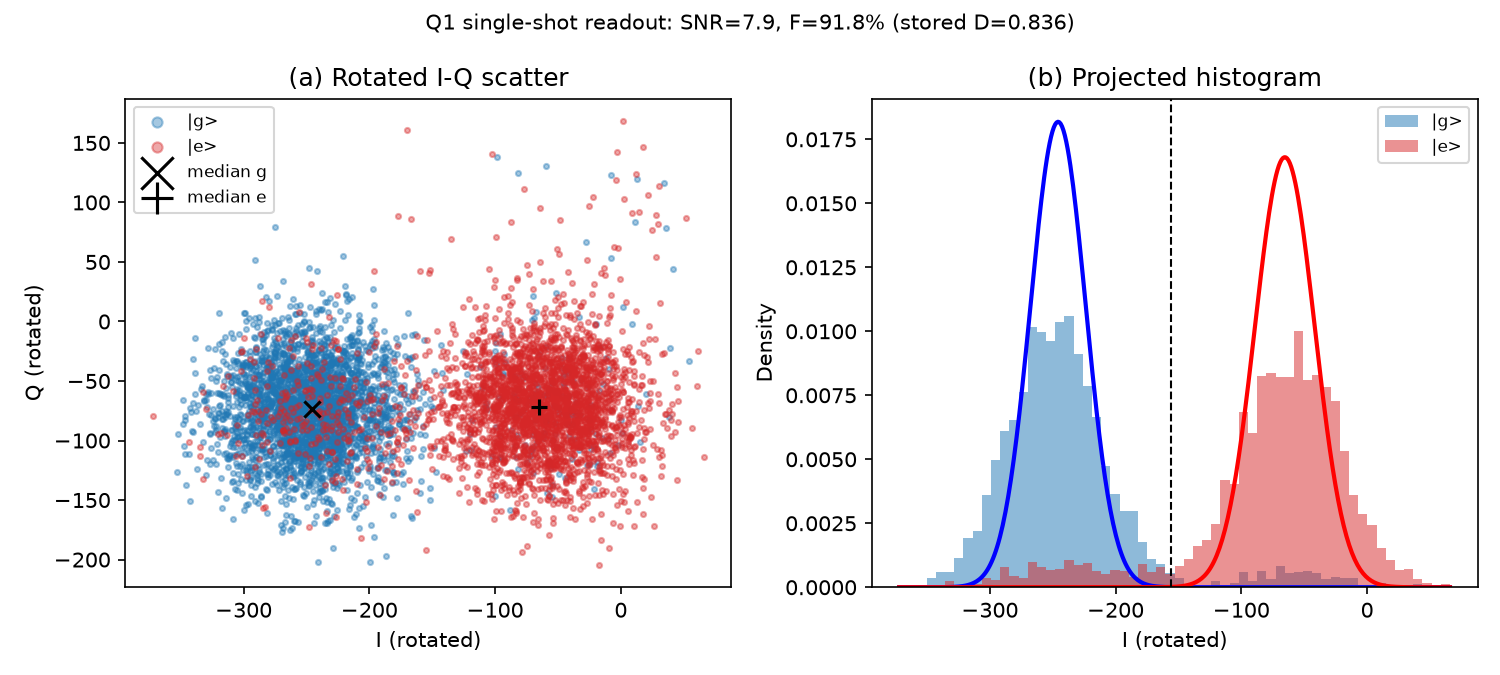 Q1 single-shot readout: SNR=7.9, F=91.8% (stored D=0.836)
(a) Rotated I-Q scatter
|g>
|e>
median g
median e
150
100
50
0
−50
−100
−150
−200
Q (rotated)
−300
−200
−100
0
I (rotated)
(b) Projected histogram
|g>
|e>
0.0175
0.0150
0.0125
0.0100
0.0075
0.0050
0.0025
0.0000
Density
−300
−200
−100
0
I (rotated)